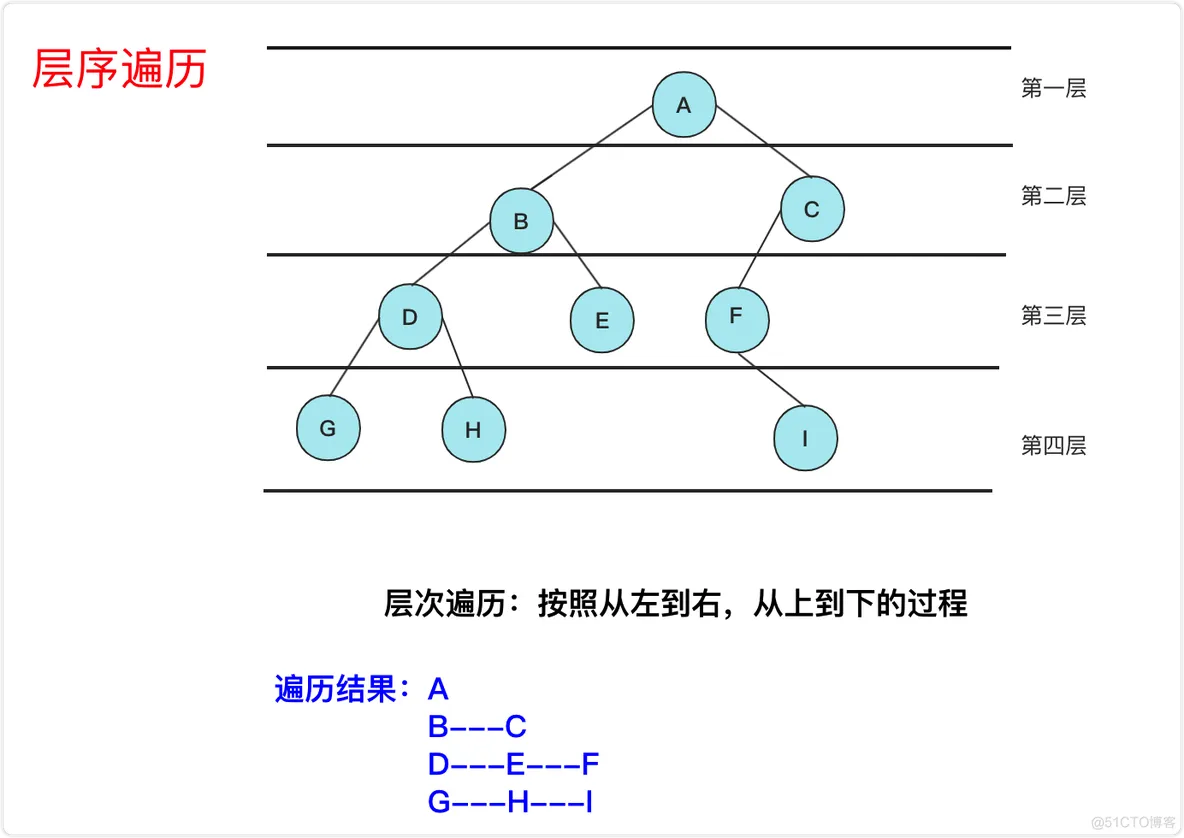 层序遍历
第一层
A
第二层
B
C
第三层
D
E
F
第四层
G
H
I
层次遍历：按照从左到右，从上到下的过程
遍历结果：A
B---C
D---E---F
G---H---I
@51CTO博客